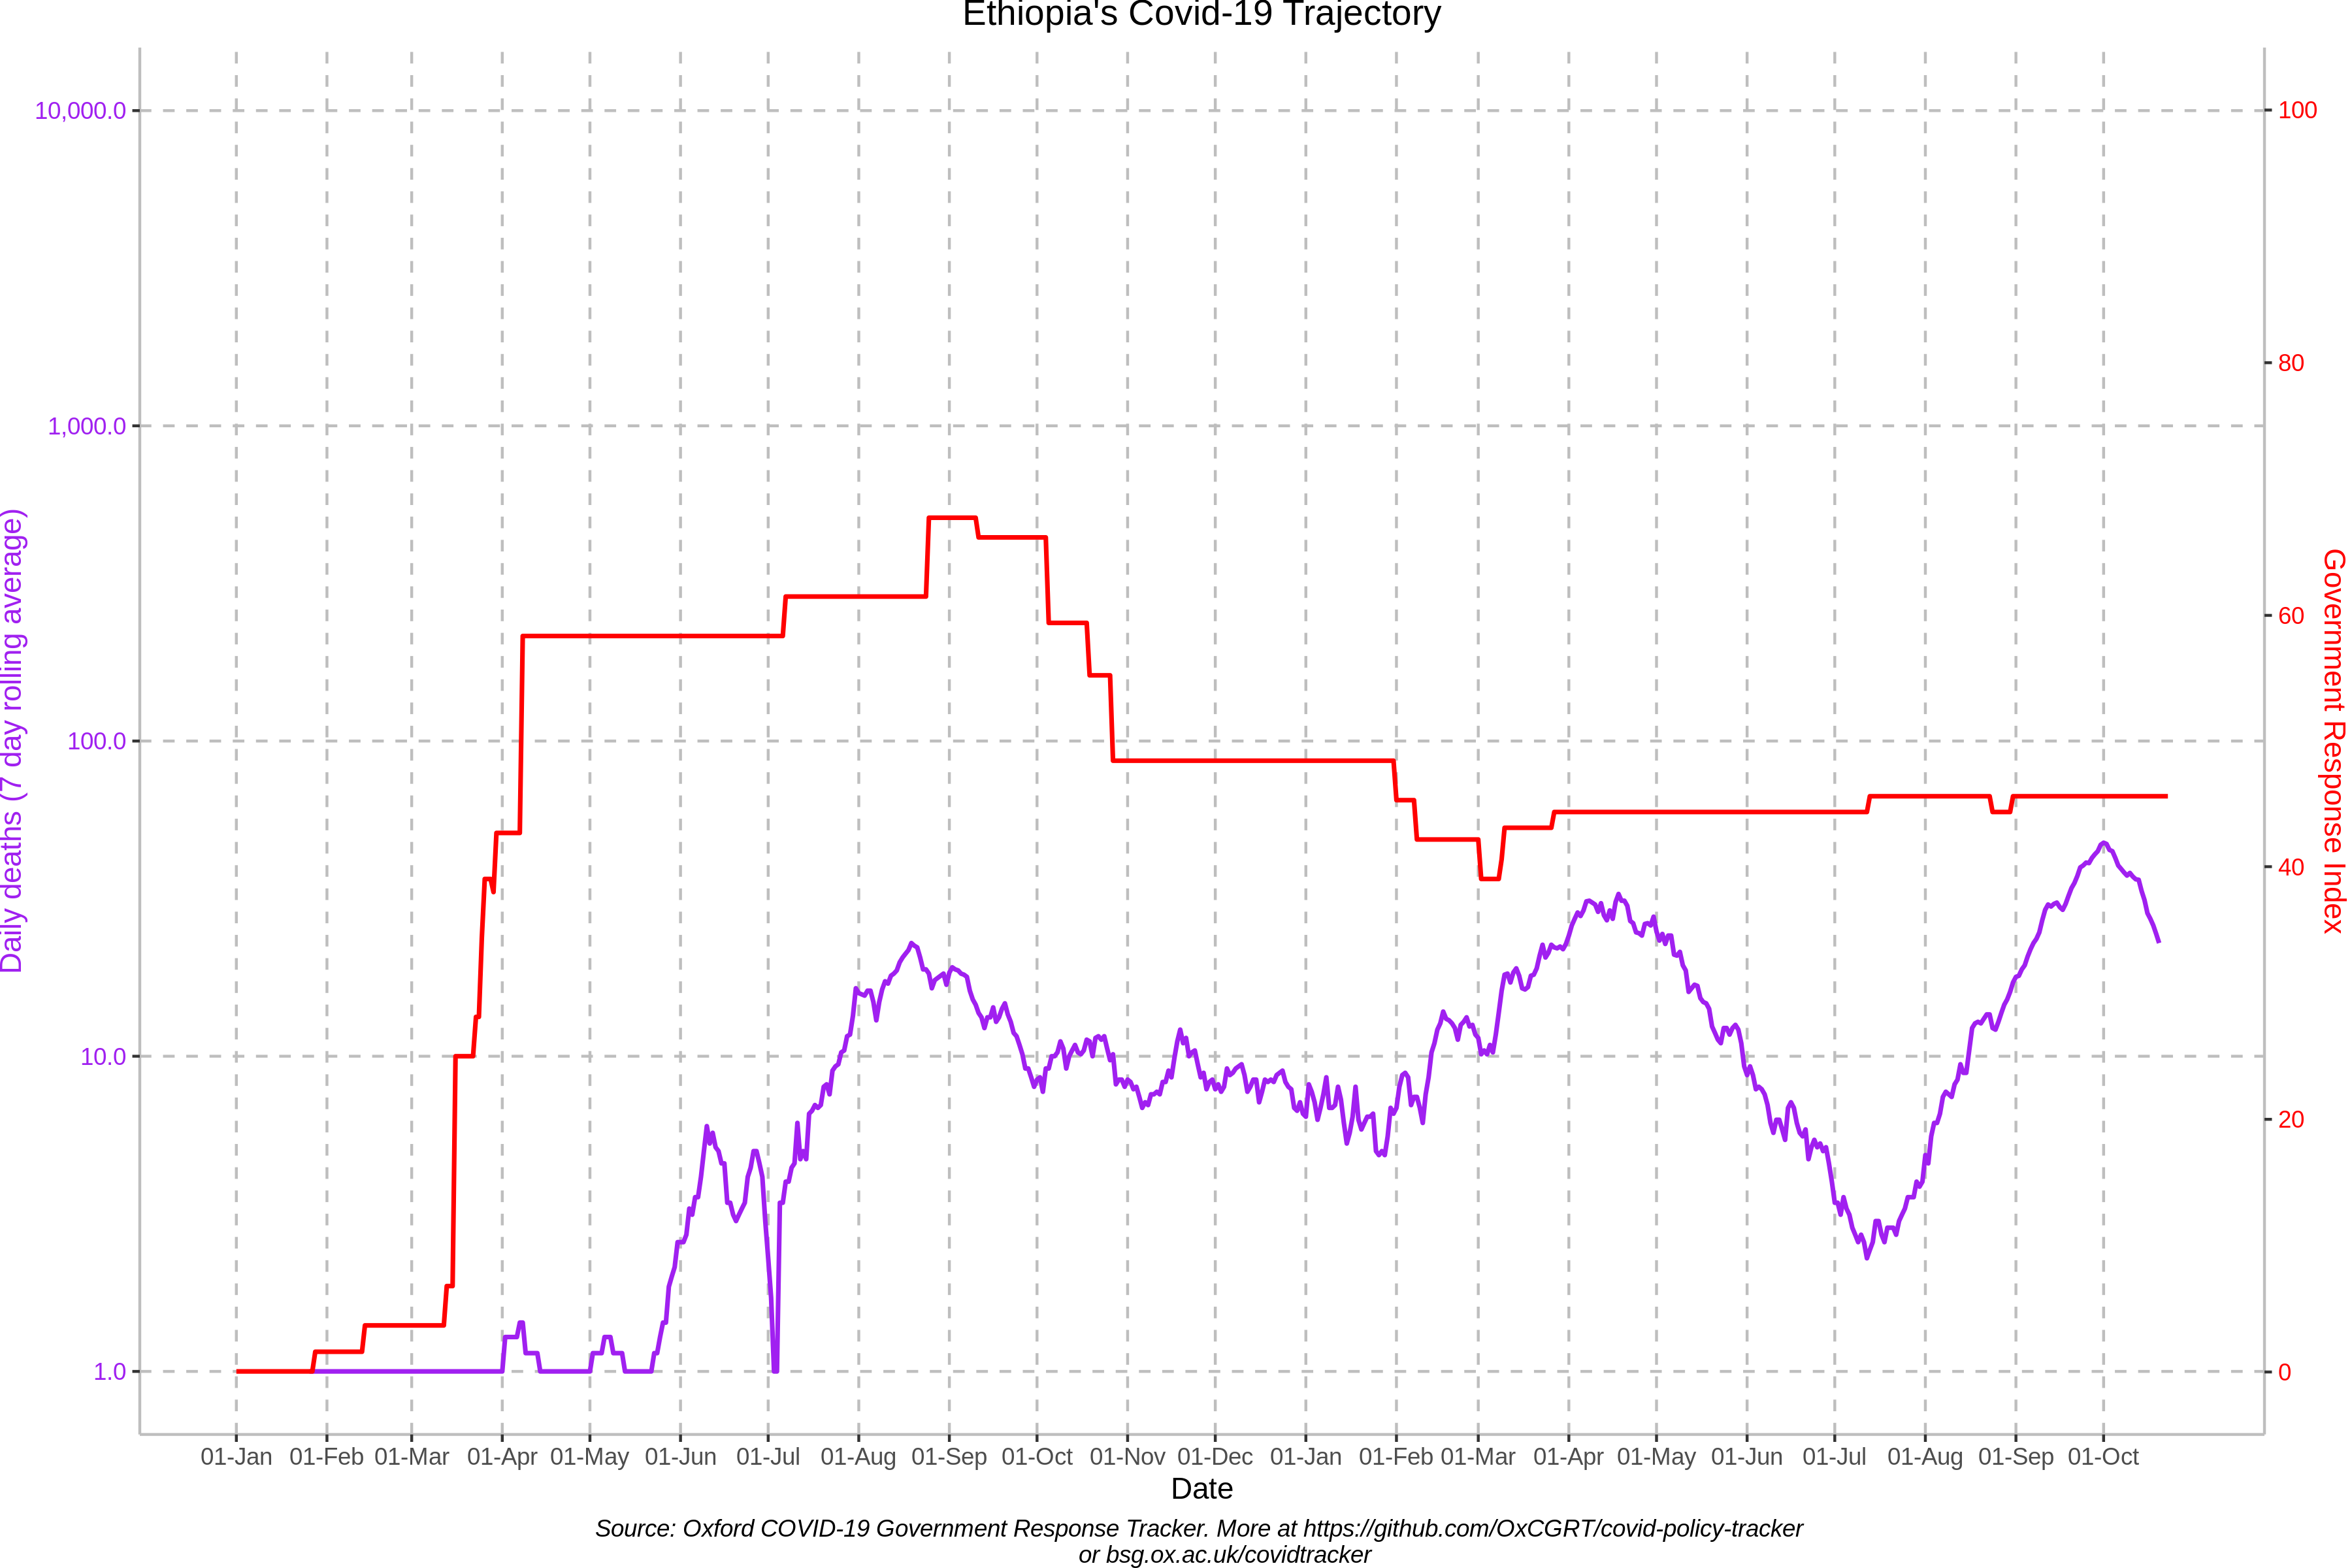 Ethiopia's Covid-19 Trajectory
10,000.0
1,000.0
100.0
10.0
1.0
Daily deaths (7 day rolling average)
100
80
60
40
20
0
Government Response Index
01-Jan 01-Feb 01-Mar 01-Apr 01-May 01-Jun 01-Jul 01-Aug 01-Sep 01-Oct 01-Nov 01-Dec 01-Jan 01-Feb 01-Mar 01-Apr 01-May 01-Jun 01-Jul 01-Aug 01-Sep 01-Oct
Date
Source: Oxford COVID-19 Government Response Tracker. More at https://github.com/OxCGRT/covid-policy-tracker
or bsg.ox.ac.uk/covidtracker